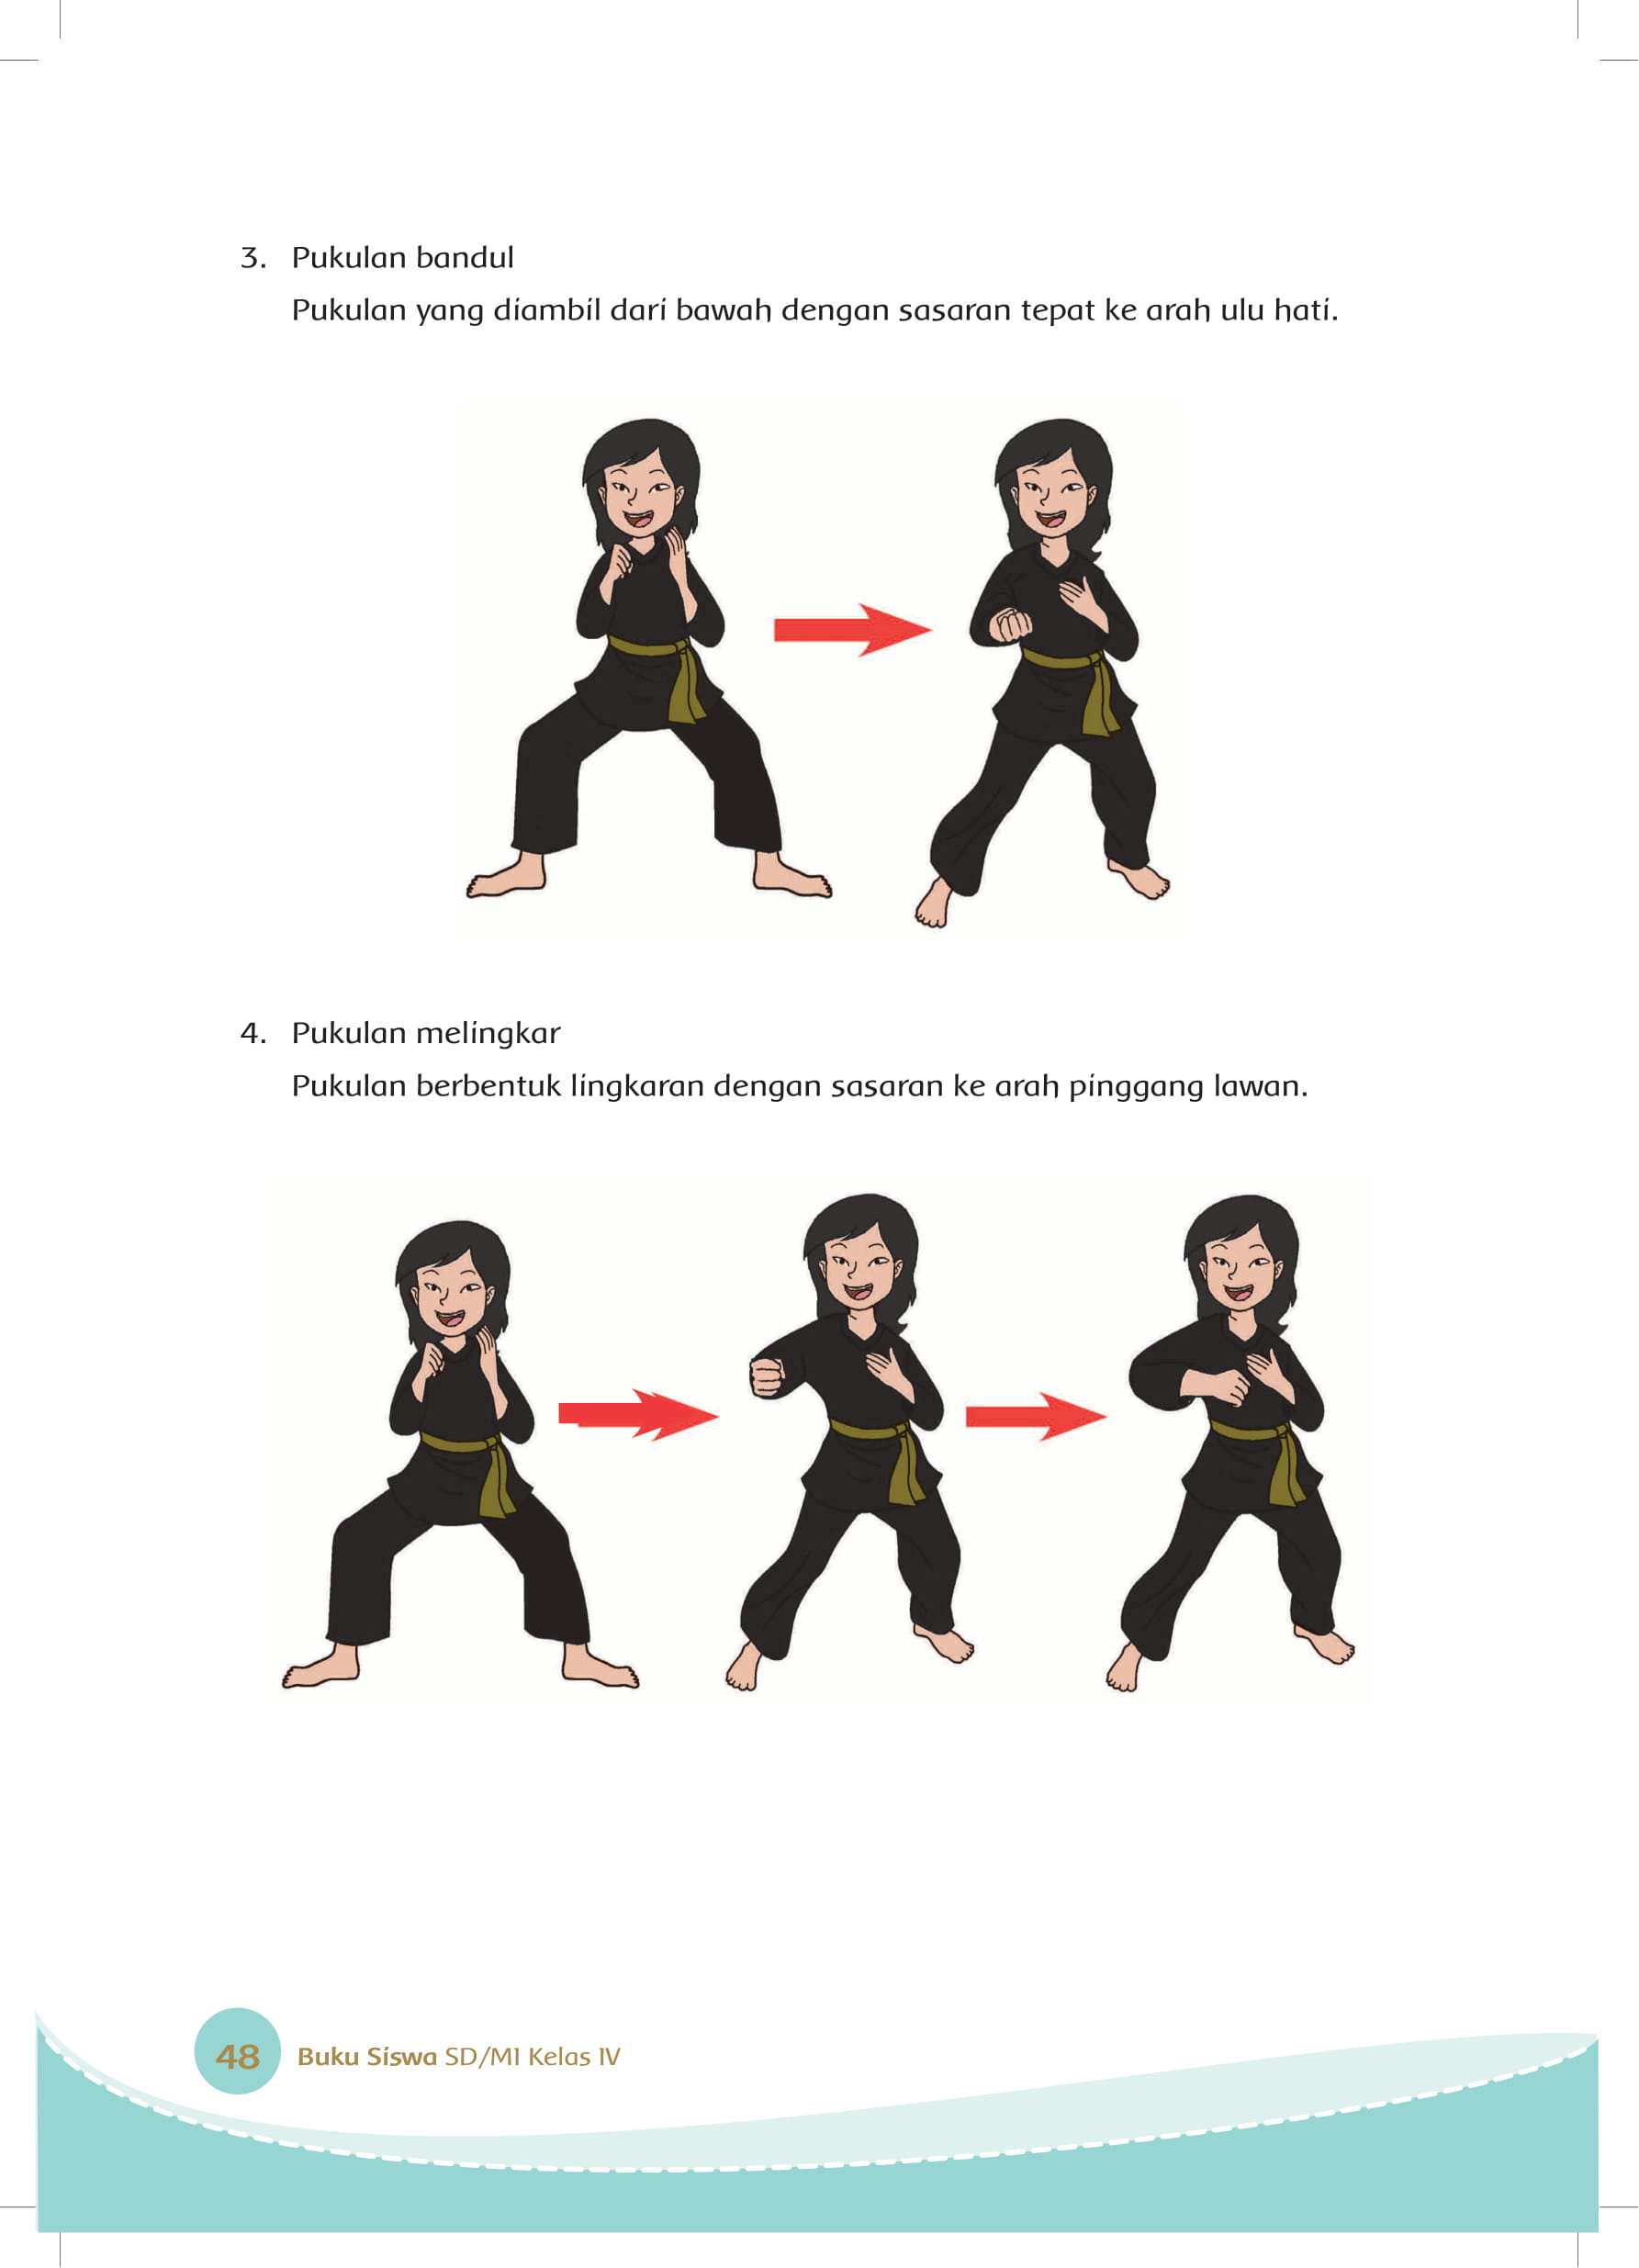 3. Pukulan bandul
Pukulan yang diambil dari bawah dengan sasaran tepat ke arah ulu hati.
4. Pukulan melingkar
Pukulan berbentuk lingkaran dengan sasaran ke arah pinggang lawan.
48 Buku Siswa SD/MI Kelas IV